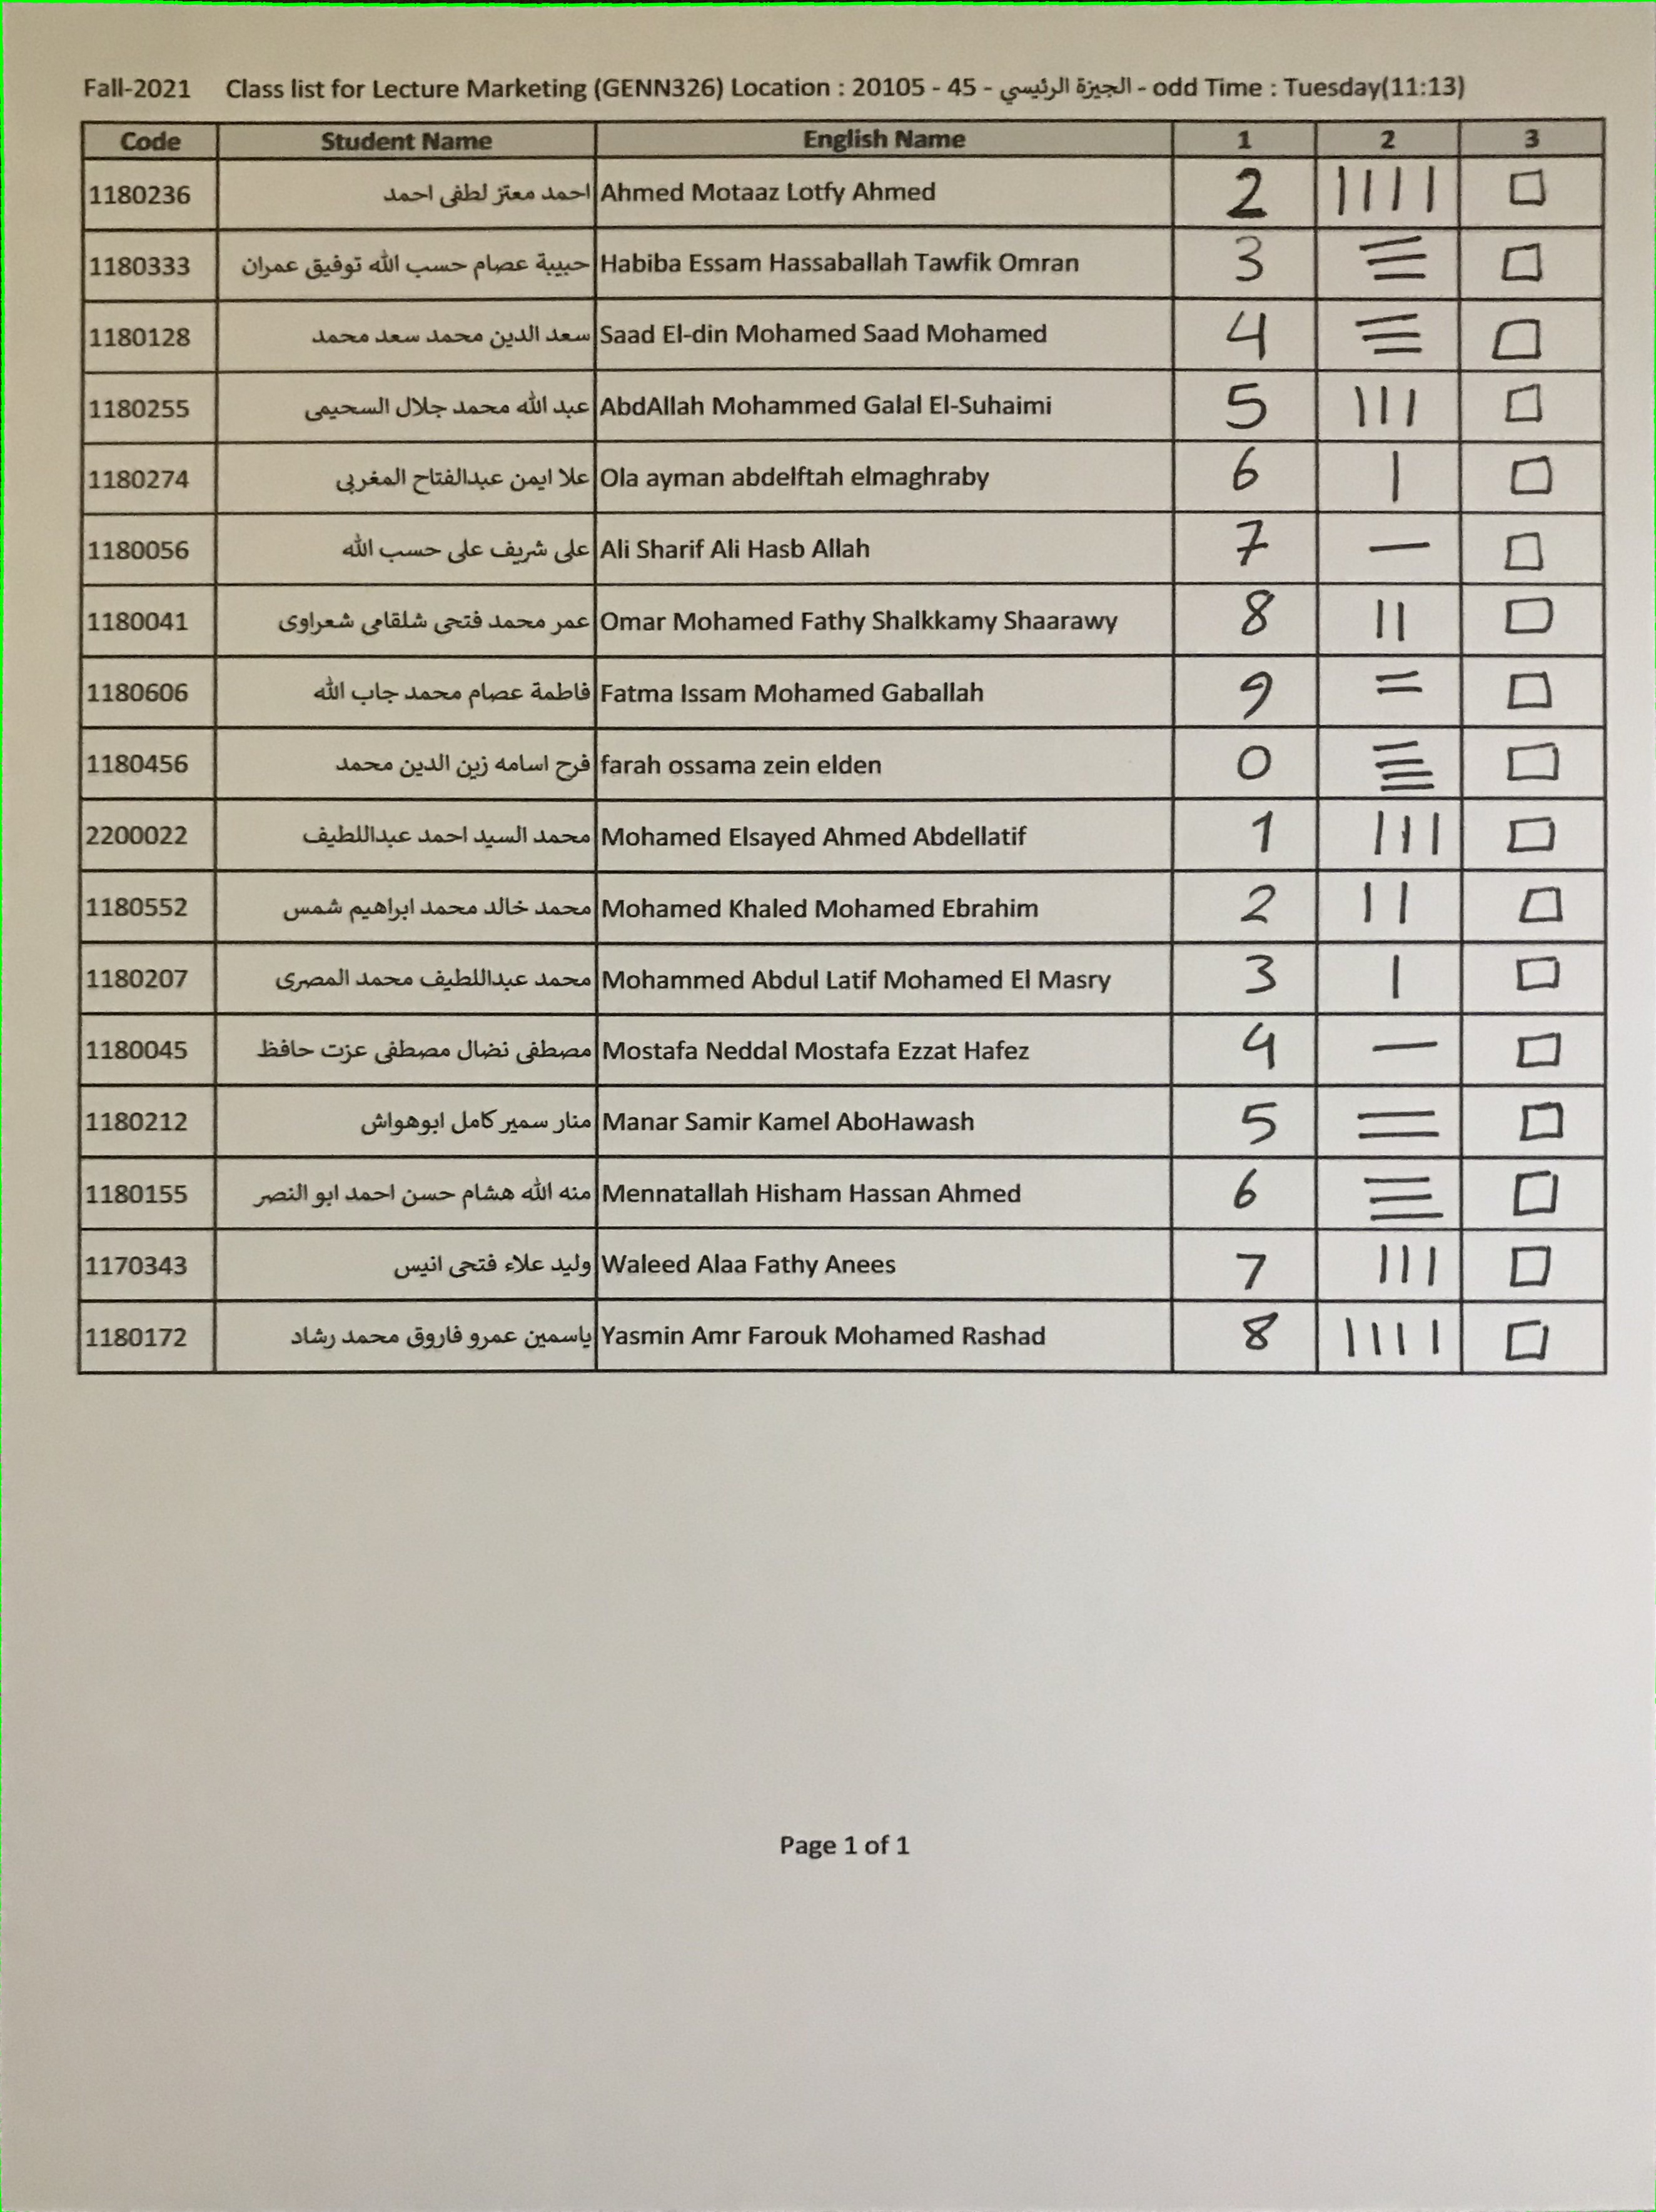 Fall-2021 Class list for Lecture Marketing (GENN326) Location : 20105 - 45 - الجيزة الرئيسي - odd Time : Tuesday(11:13)
Code Student Name English Name 1 2 3
1180236 احمد معتز لطفى احمد Ahmed Motaaz Lotfy Ahmed 2 | | | | □
1180333 حبيبة عصام حسب الله توفيق عمران Habiba Essam Hassaballah Tawfik Omran 3 ☰ □
1180128 سعد الدين محمد سعد محمد Saad El-din Mohamed Saad Mohamed 4 — — — — □
1180255 عبد الله محمد جلال السحيمى AbdAllah Mohammed Galal El-Suhaimi 5 | | | □
1180274 علا ايمن عبدالفتاح المغربى Ola ayman abdelftah elmaghraby 6 | □
1180056 على شريف على حسب الله Ali Sharif Ali Hasb Allah 7 — □
1180041 عمر محمد فتحى شلقامى شعراوى Omar Mohamed Fathy Shalkkamy Shaarawy 8 | | □
1180606 فاطمة عصام محمد جاب الله Fatma Issam Mohamed Gaballah 9 = □
1180456 فرح اسامه زين الدين محمد farah ossama zein elden 0 — — — — — □
2200022 محمد السيد احمد عبداللطيف Mohamed Elsayed Ahmed Abdellatif 1 | | | □
1180552 محمد خالد محمد ابراهيم شمس Mohamed Khaled Mohamed Ebrahim 2 | | □
1180207 محمد عبداللطيف محمد المصرى Mohammed Abdul Latif Mohamed El Masry 3 | □
1180045 مصطفى نضال مصطفى عزت حافظ Mostafa Neddal Mostafa Ezzat Hafez 4 — □
1180212 منار سمير كامل ابوهواش Manar Samir Kamel AboHawash 5 = □
1180155 منه الله هشام حسن احمد ابو النصر Mennatallah Hisham Hassan Ahmed 6 — — — — □
1170343 وليد علاء فتحى انيس Waleed Alaa Fathy Anees 7 | | | □
1180172 ياسمين عمرو فاروق محمد رشاد Yasmin Amr Farouk Mohamed Rashad 8 | | | | □
Page 1 of 1